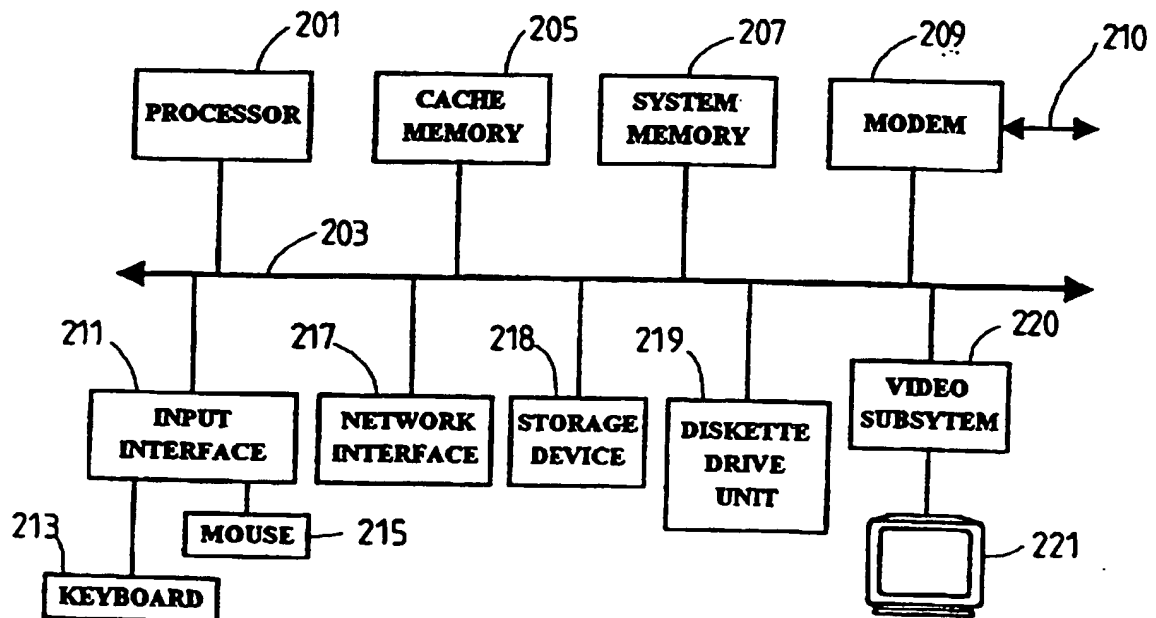 201
205
207
209
210
PROCESSOR
CACHE
MEMORY
SYSTEM
MEMORY
MODEM
203
211
217
218
219
220
INPUT
INTERFACE
NETWORK
INTERFACE
STORAGE
DEVICE
DISKETTE
DRIVE
UNIT
VIDEO
SUBSYTEM
213
MOUSE
215
221
KEYBOARD